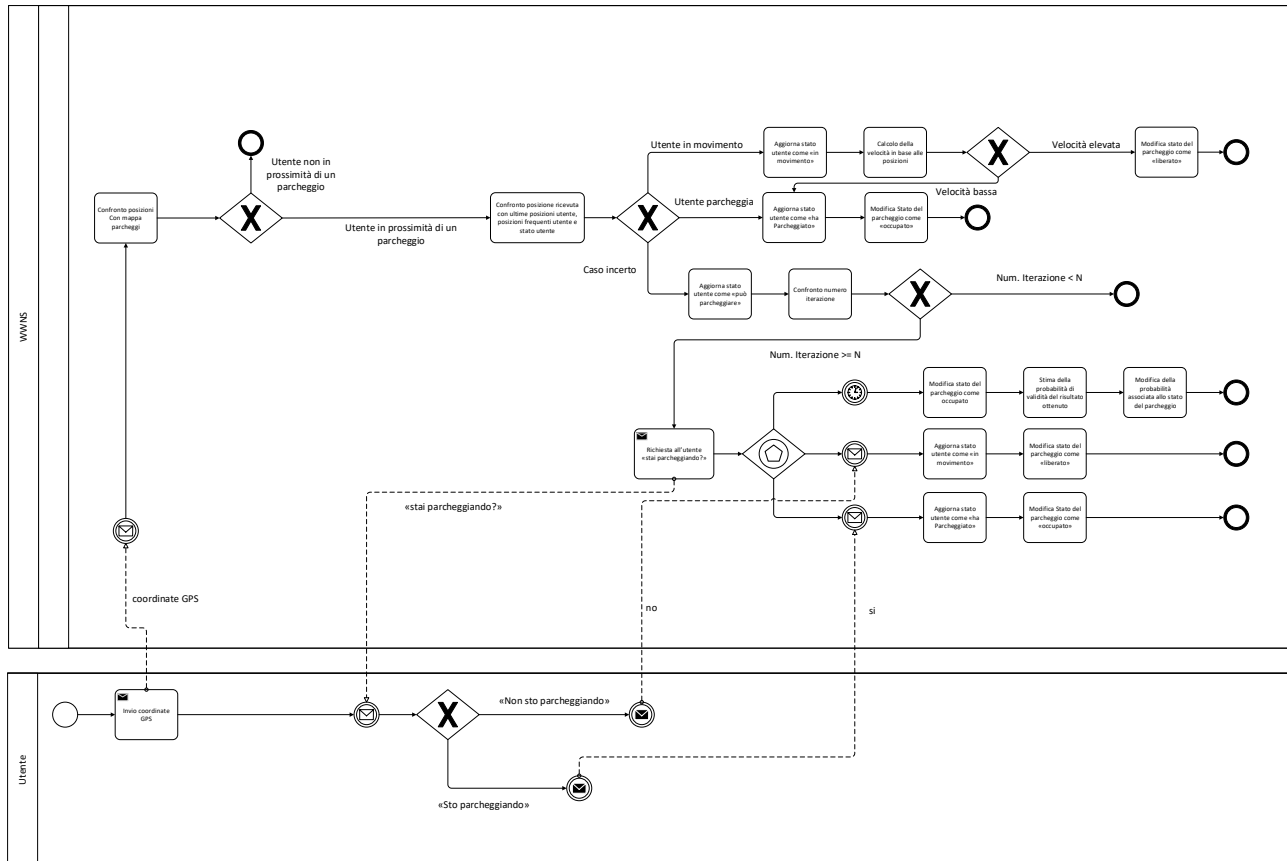 WWNS
Utente non in
prossimità di un
parcheggio
Confronto posizioni
Con mappa
parcheggi
X
Utente in prossimità di un
parcheggio
Confronto posizione ricevuta
con ultime posizioni utente,
posizioni frequenti utente e
stato utente
X
Utente in movimento
Aggiorna stato
utente come «in
movimento»
Calcolo della
velocità in base alle
posizioni
X
Velocità elevata
Modifica stato del
parcheggio come
«liberato»
Velocità bassa
Utente parcheggia
Aggiorna stato
utente come «ha
Parcheggiato»
Modifica Stato del
parcheggio come
«occupato»
Caso incerto
Aggiorna stato
utente come «può
parcheggiare»
Confronto numero
iterazione
X
Num. Iterazione < N
Num. Iterazione >= N
Richiesta all'utente
«stai parcheggiando?»
Modifica stato del
parcheggio come
occupato
Stima della
probabilità di
validità del risultato
ottenuto
Modifica della
probabilità
associata allo stato
del parcheggio
Aggiorna stato
utente come «in
movimento»
Modifica stato del
parcheggio come
«liberato»
Aggiorna stato
utente come «ha
Parcheggiato»
Modifica Stato del
parcheggio come
«occupato»
«stai parcheggiando?»
coordinate GPS
no
si
Utente
Invio coordinate
GPS
X
«Non sto parcheggiando»
«Sto parcheggiando»